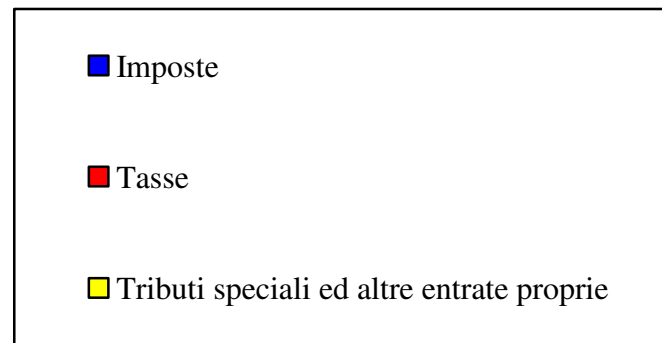 Imposte
Tasse
Tributi speciali ed altre entrate proprie